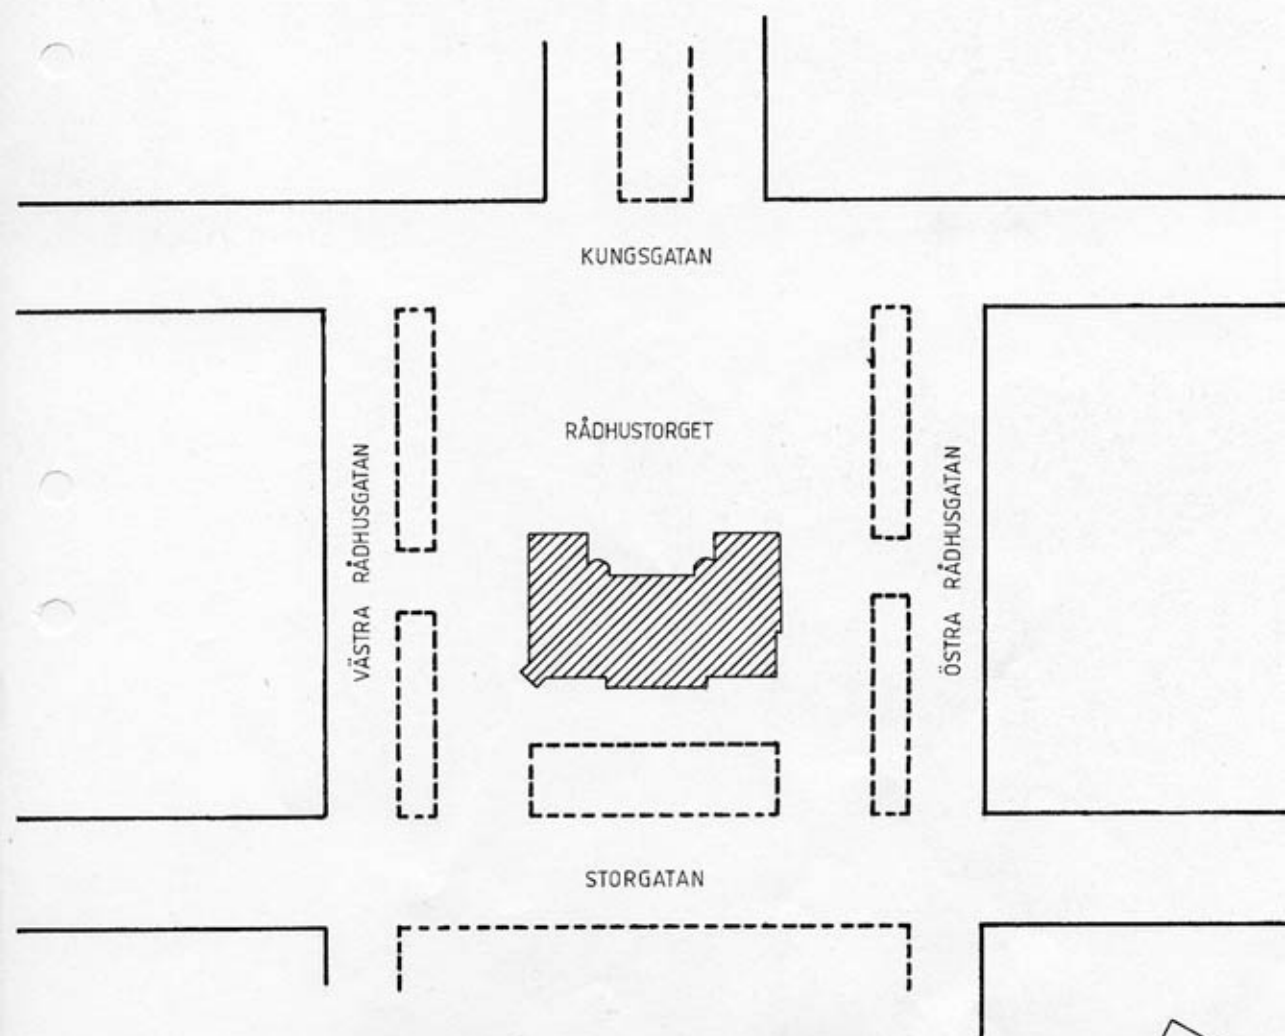 KUNGSGATAN
RÅDHUSTORGET
VÄSTRA RÅDHUSGATAN
ÖSTRA RÅDHUSGATAN
STORGATAN